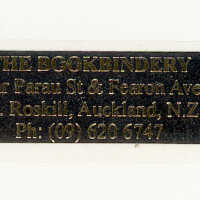 THE BOOKBINDERY
Parau St & Fearon Ave
Roskill, Auckland, N.Z
Ph: (09) 620 6747